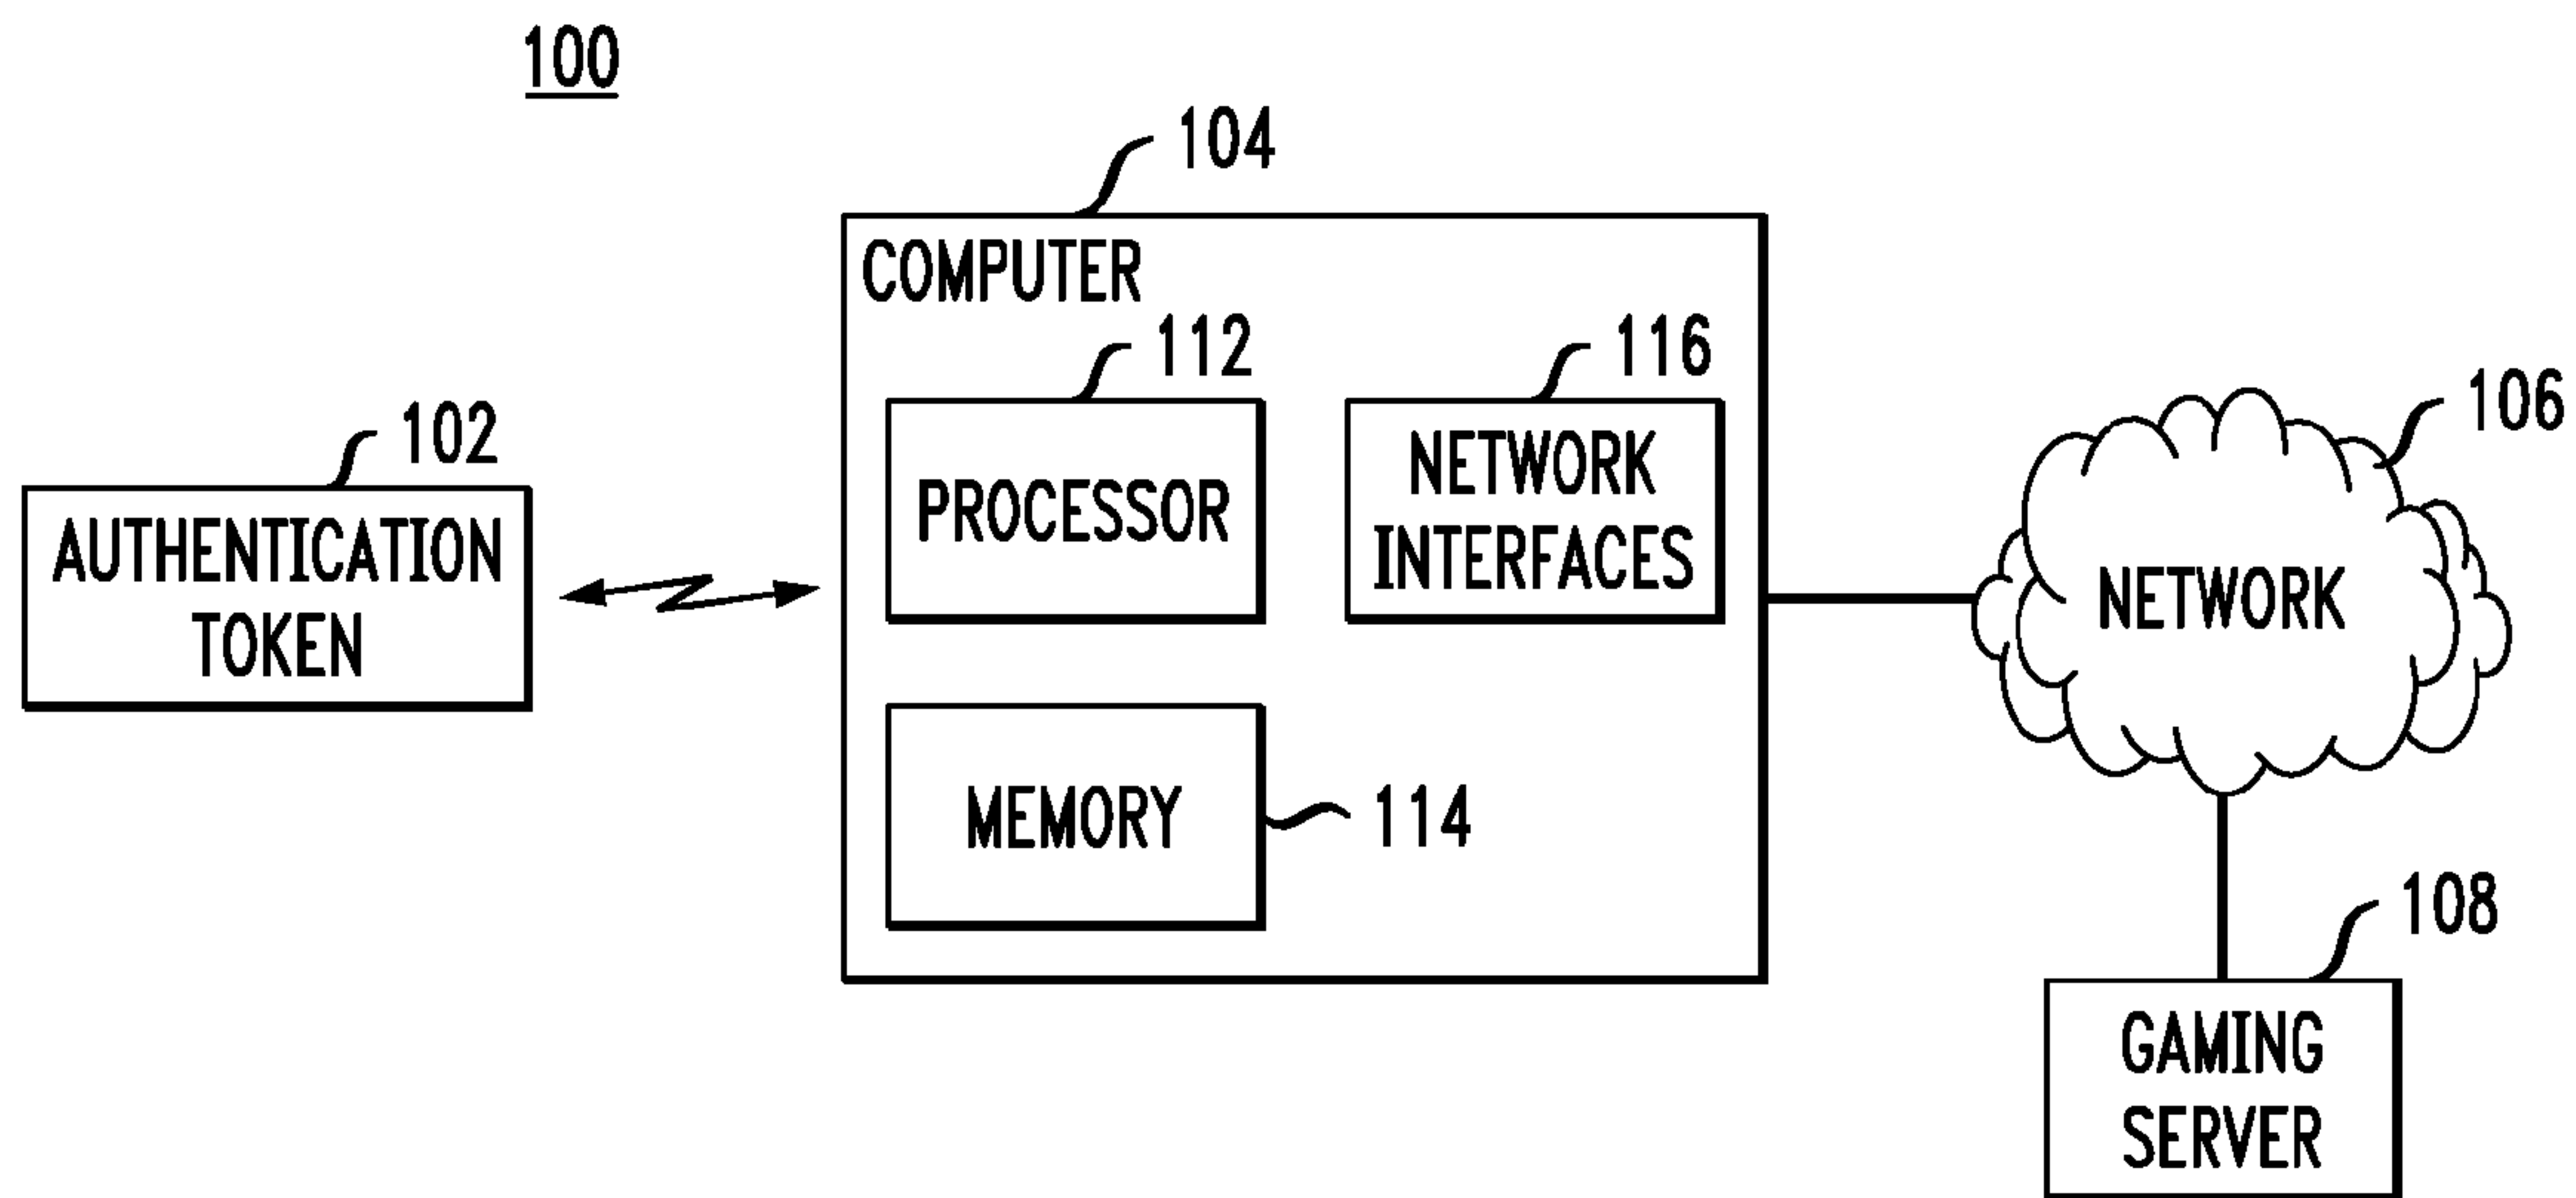 100
104
COMPUTER
112
116
102
106
PROCESSOR
NETWORK
INTERFACES
AUTHENTICATION
TOKEN
NETWORK
MEMORY
114
108
GAMING
SERVER